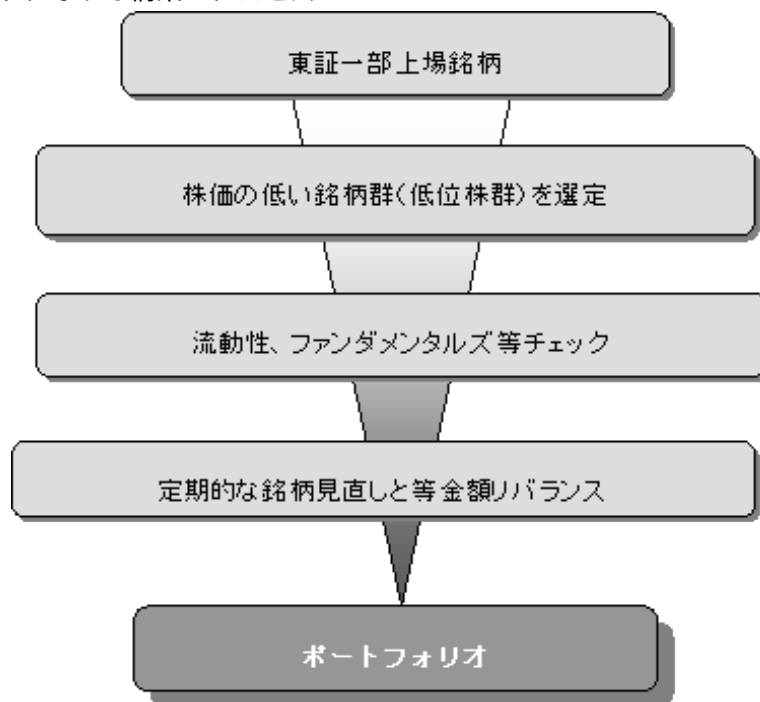 東証一部上場銘柄
株価の低い銘柄群(低位株群)を選定
流動性、ファンダメンタルズ等チェック
定期的な銘柄見直しと等金額リバランス
ポートフォリオ